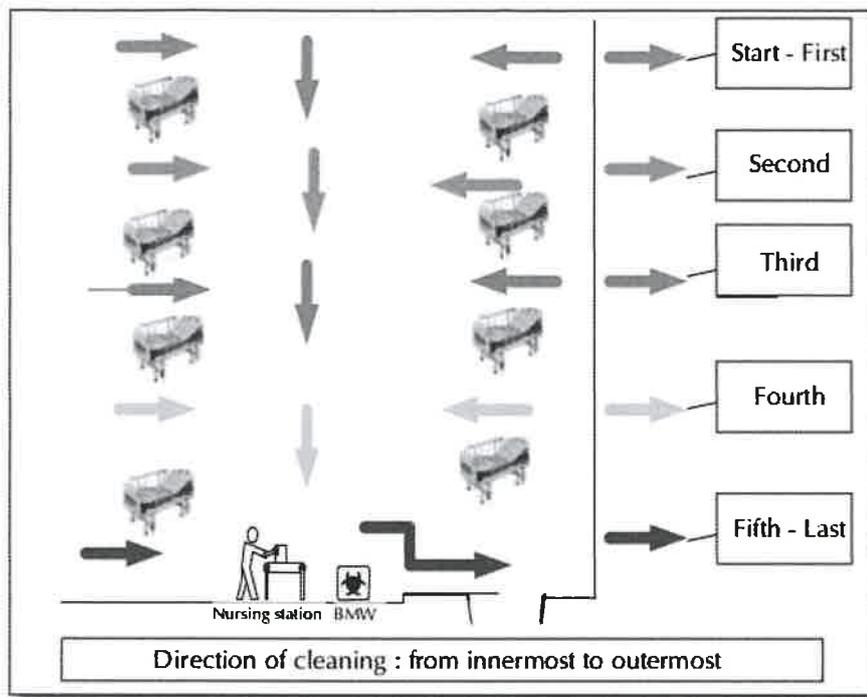 Start - First
Second
Third
Fourth
Fifth - Last
Nursing station BMW
Direction of cleaning : from innermost to outermost